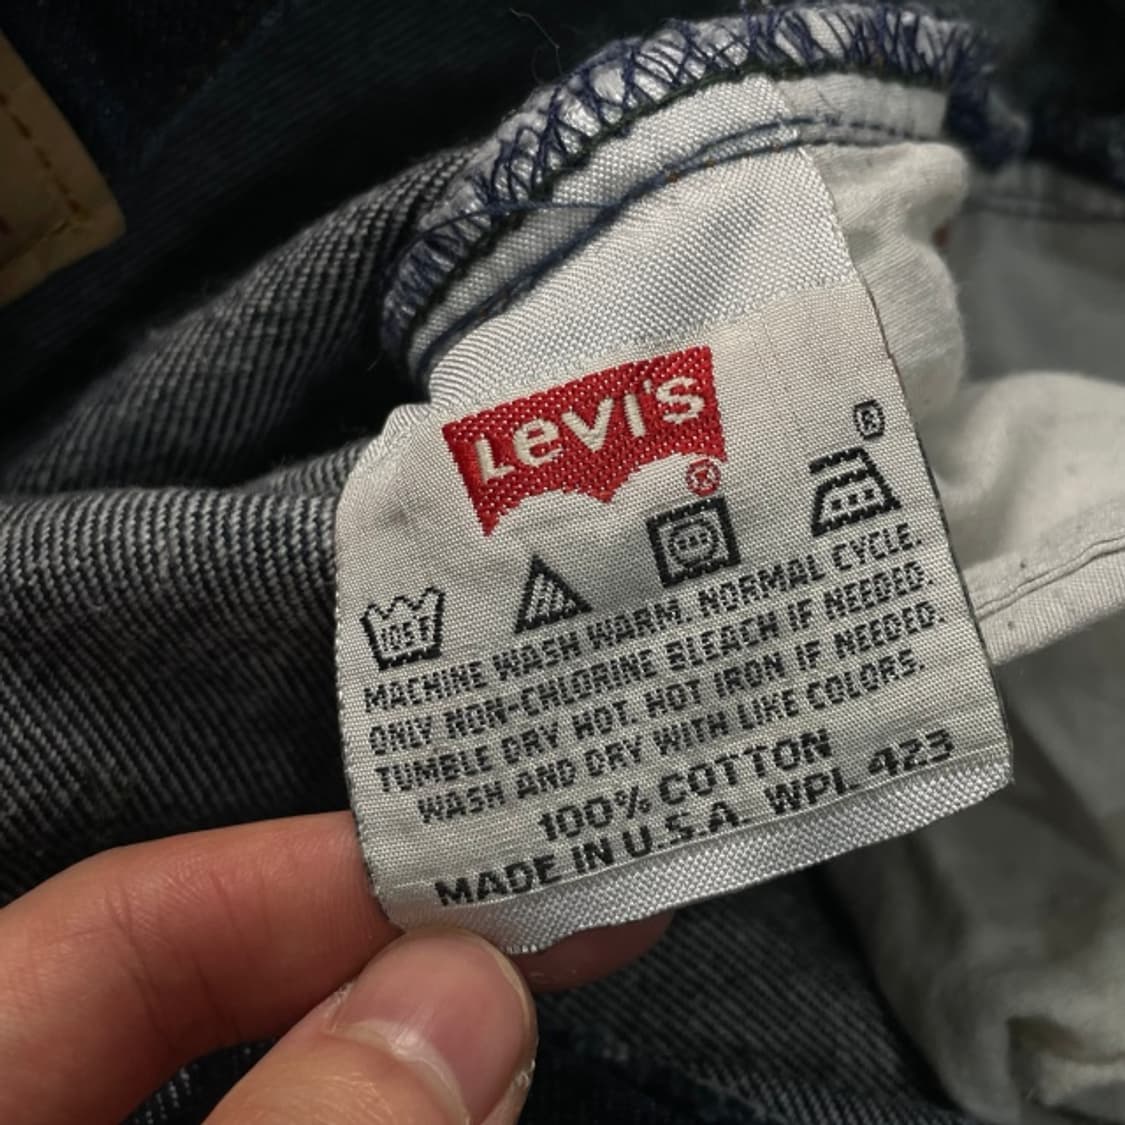 Levi's
®
®
105F
MACHINE WASH WARM. NORMAL CYCLE.
ONLY NON-CHLORINE BLEACH IF NEEDED.
TUMBLE DRY HOT. HOT IRON IF NEEDED.
WASH AND DRY WITH LIKE COLORS.
100% COTTON
MADE IN U.S.A. WPL 423